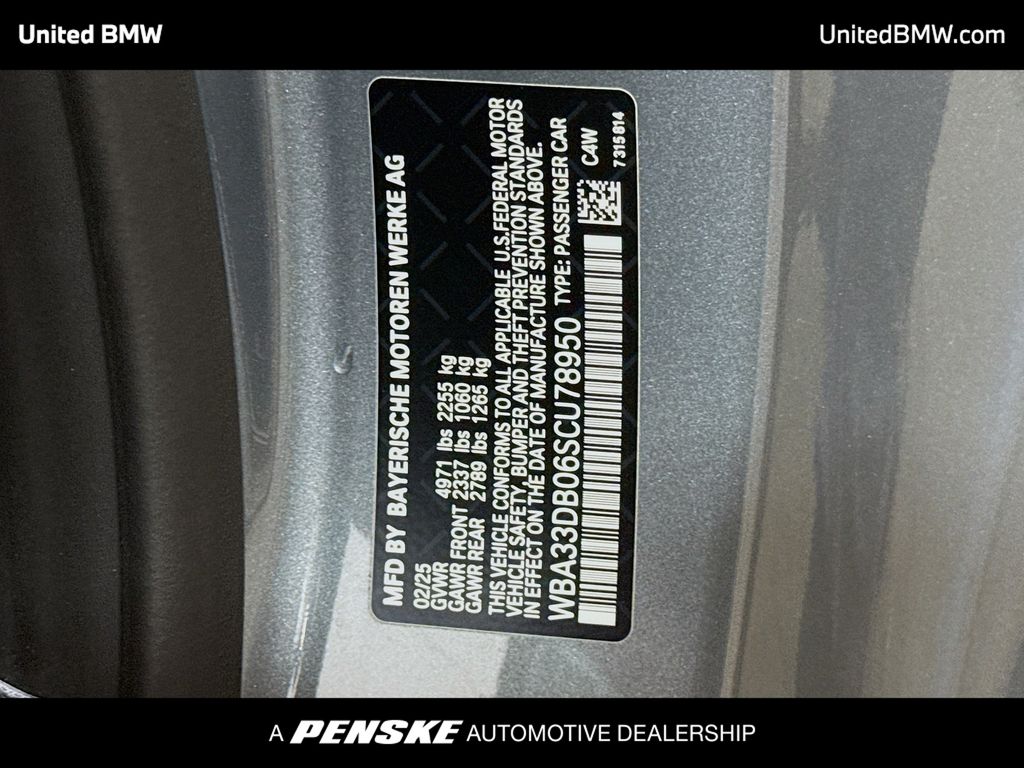 United BMW
UnitedBMW.com
MFD BY BAYERISCHE MOTOREN WERKE AG
02/25
GVWR 4971 lbs 2255 kg
GAWR FRONT 2337 lbs 1060 kg
GAWR REAR 2789 lbs 1265 kg
THIS VEHICLE CONFORMS TO ALL APPLICABLE U.S.FEDERAL MOTOR
VEHICLE SAFETY, BUMPER AND THEFT PREVENTION STANDARDS
IN EFFECT ON THE DATE OF MANUFACTURE SHOWN ABOVE.
WBA33DB06SCU78950 TYPE: PASSENGER CAR
C4W
7 315 814
A PENSKE AUTOMOTIVE DEALERSHIP